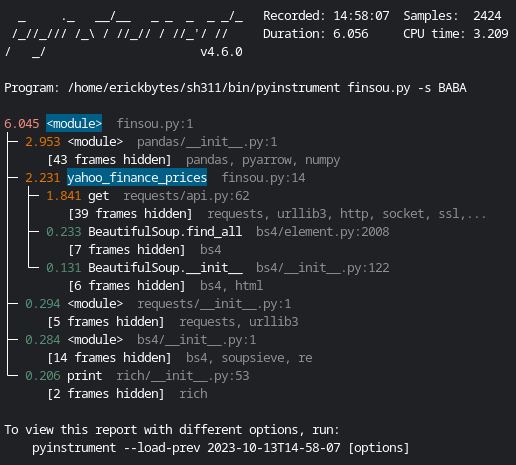 _     ._   __/__   _ _  _  _ _/_   Recorded: 14:58:07  Samples:  2424
 /_//_/// /_\ / //_// / //_'/ //     Duration: 6.056     CPU time: 3.209
/   _/                      v4.6.0

Program: /home/erickbytes/sh311/bin/pyinstrument finsou.py -s BABA

6.045 <module>  finsou.py:1
├─ 2.953 <module>  pandas/__init__.py:1
│     [43 frames hidden]  pandas, pyarrow, numpy
├─ 2.231 yahoo_finance_prices  finsou.py:14
│  ├─ 1.841 get  requests/api.py:62
│  │     [39 frames hidden]  requests, urllib3, http, socket, ssl,...
│  ├─ 0.233 BeautifulSoup.find_all  bs4/element.py:2008
│  │     [7 frames hidden]  bs4
│  └─ 0.131 BeautifulSoup.__init__  bs4/__init__.py:122
│        [6 frames hidden]  bs4, html
├─ 0.294 <module>  requests/__init__.py:1
│     [5 frames hidden]  requests, urllib3
├─ 0.284 <module>  bs4/__init__.py:1
│     [14 frames hidden]  bs4, soupsieve, re
└─ 0.206 print  rich/__init__.py:53
      [2 frames hidden]  rich

To view this report with different options, run:
    pyinstrument --load-prev 2023-10-13T14-58-07 [options]